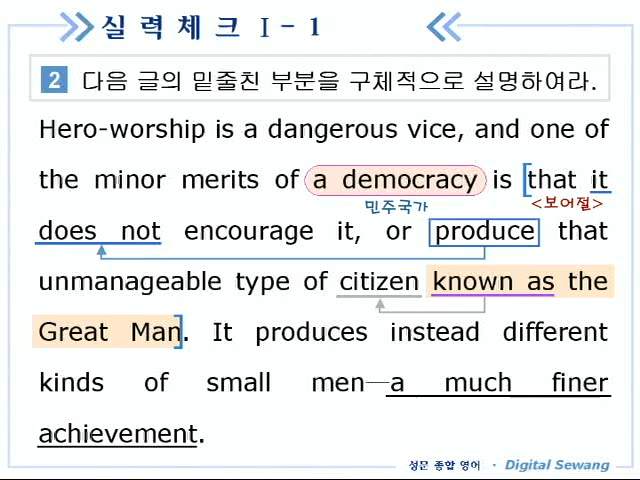 실 력 체 크 I - 1
2 다음 글의 밑줄친 부분을 구체적으로 설명하여라.
Hero-worship is a dangerous vice, and one of
the minor merits of a democracy is [that it
민주국가 <보어절>
does not encourage it, or produce that
unmanageable type of citizen known as the
Great Man]. It produces instead different
kinds of small men—a much finer
achievement.
성문 종합 영어 · Digital Sewang